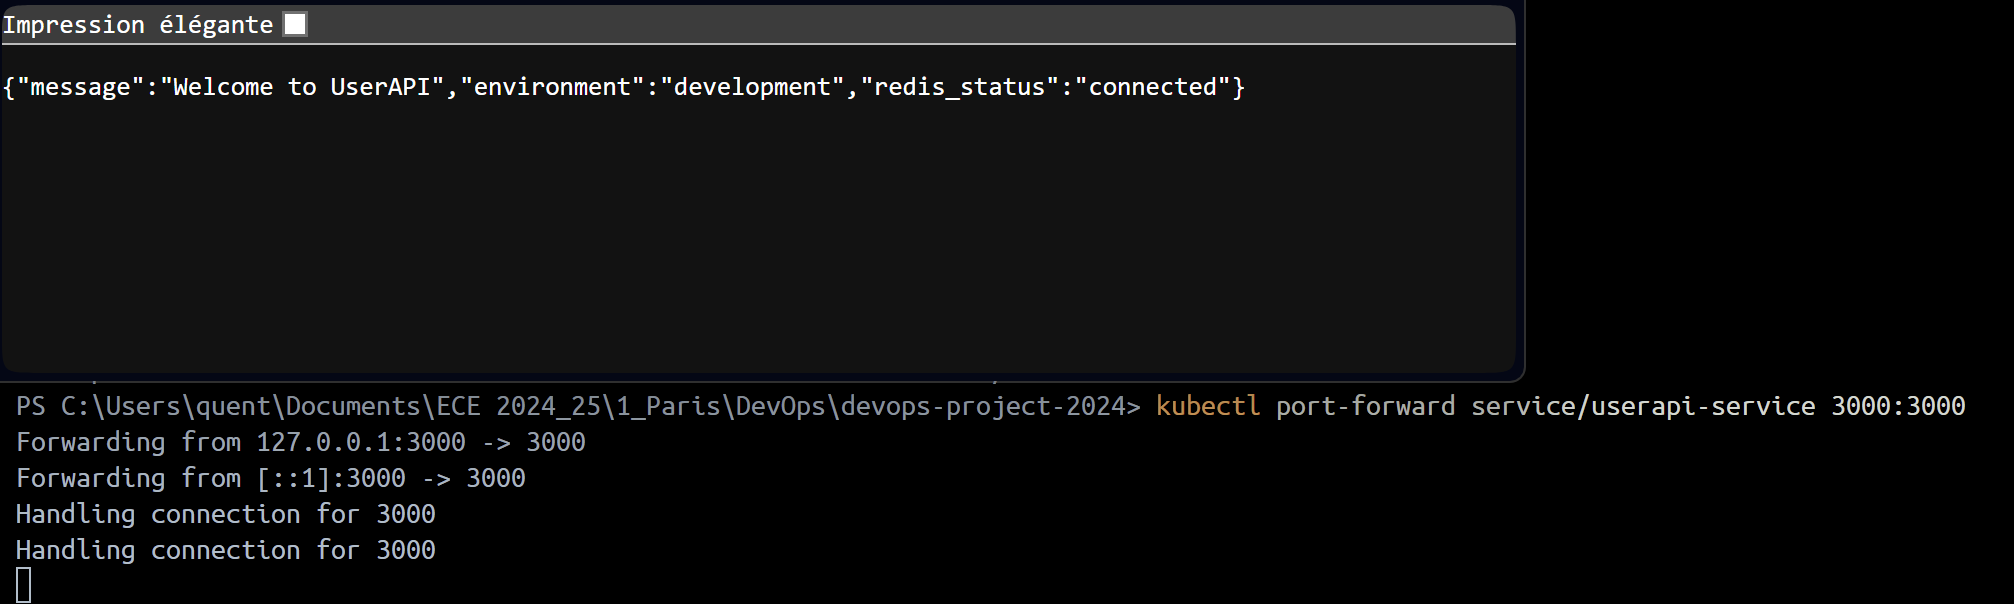 Impression élégante
{"message":"Welcome to UserAPI","environment":"development","redis_status":"connected"}
PS C:\Users\quent\Documents\ECE 2024_25\1_Paris\DevOps\devops-project-2024> kubectl port-forward service/userapi-service 3000:3000
Forwarding from 127.0.0.1:3000 -> 3000
Forwarding from [::1]:3000 -> 3000
Handling connection for 3000
Handling connection for 3000